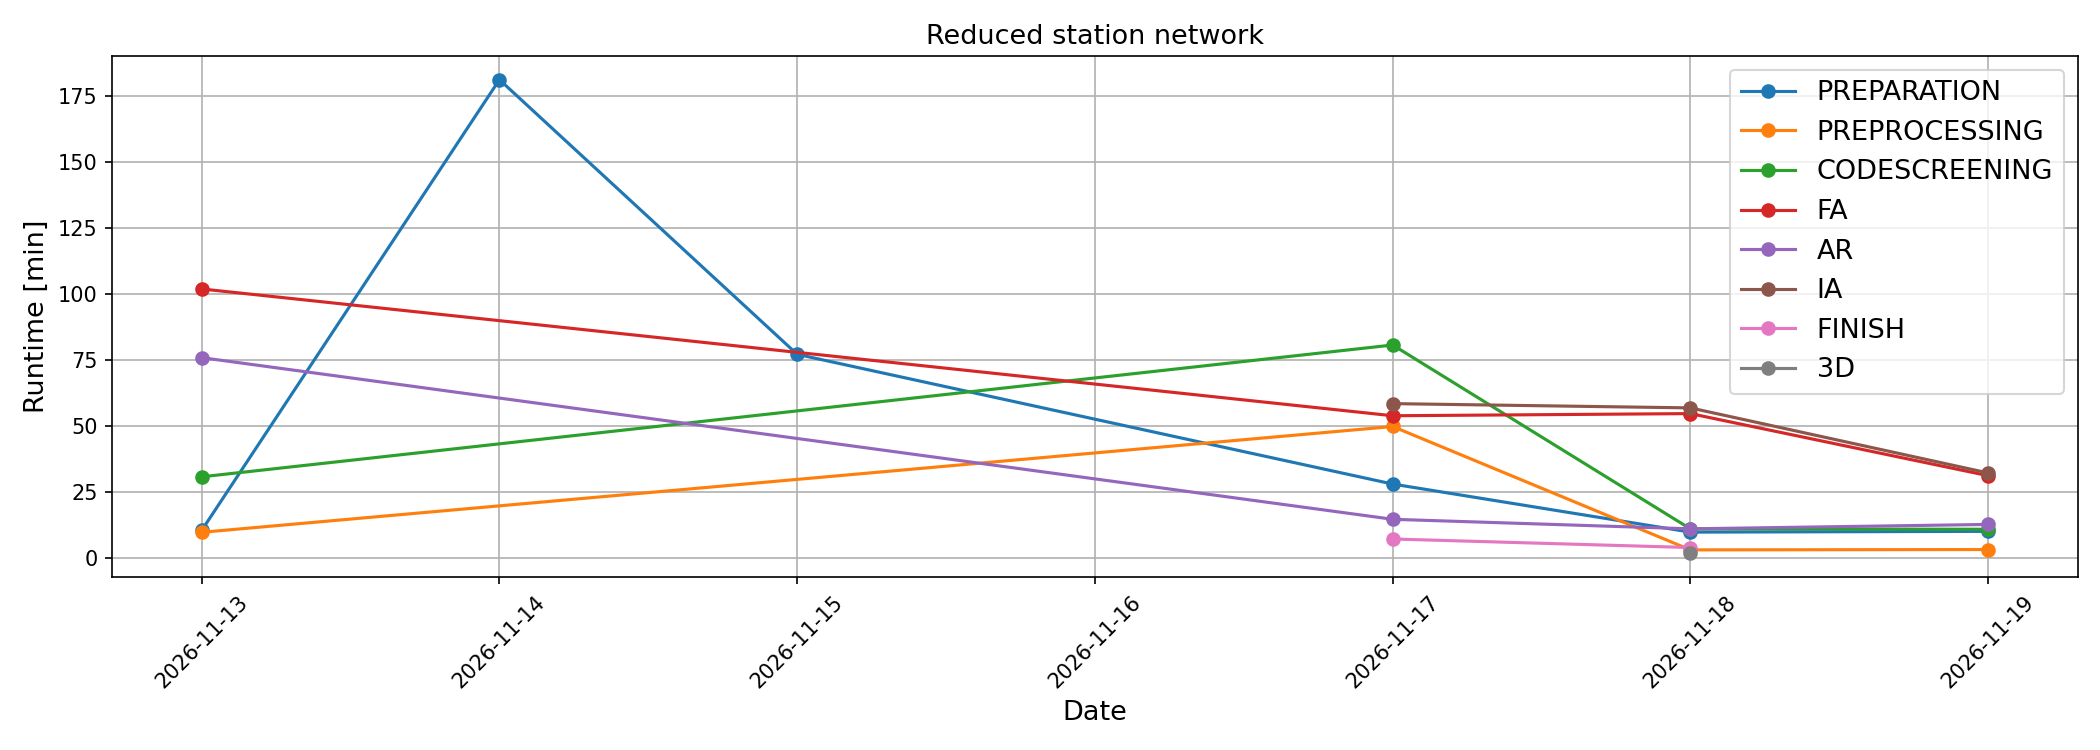 Reduced station network
Runtime [min]
175
150
125
100
75
50
25
0
PREPARATION
PREPROCESSING
CODESCREENING
FA
AR
IA
FINISH
3D
2026-11-13
2026-11-14
2026-11-15
2026-11-16
2026-11-17
2026-11-18
2026-11-19
Date